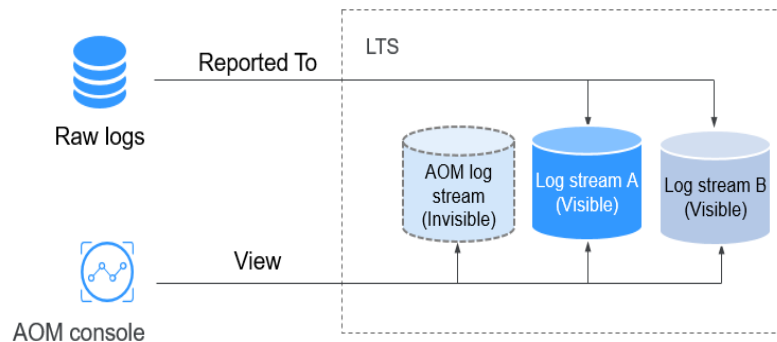 Reported To
LTS
Raw logs
AOM log
stream
(Invisible)
Log stream A
(Visible)
Log stream B
(Visible)
View
AOM console